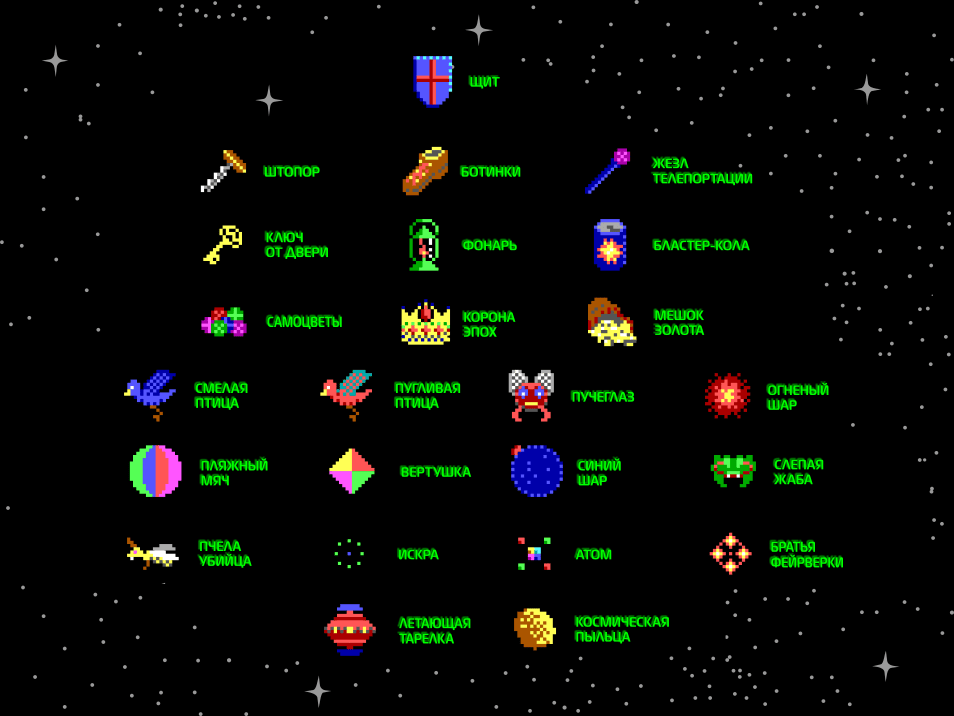 ЩИТ
ШТОПОР
БОТИНКИ
ЖЕЗЛ
ТЕЛЕПОРТАЦИИ
КЛЮЧ
ОТ ДВЕРИ
ФОНАРЬ
БЛАСТЕР-КОЛА
САМОЦВЕТЫ
КОРОНА
ЭПОХ
МЕШОК
ЗОЛОТА
СМЕЛАЯ
ПТИЦА
ПУГЛИВАЯ
ПТИЦА
ПУЧЕГЛАЗ
ОГНЕНЫЙ
ШАР
ПЛЯЖНЫЙ
МЯЧ
ВЕРТУШКА
СИНИЙ
ШАР
СЛЕПАЯ
ЖАБА
ПЧЕЛА
УБИЙЦА
ИСКРА
АТОМ
БРАТЬЯ
ФЕЙРВЕРКИ
ЛЕТАЮЩАЯ
ТАРЕЛКА
КОСМИЧЕСКАЯ
ПЫЛЬЦА